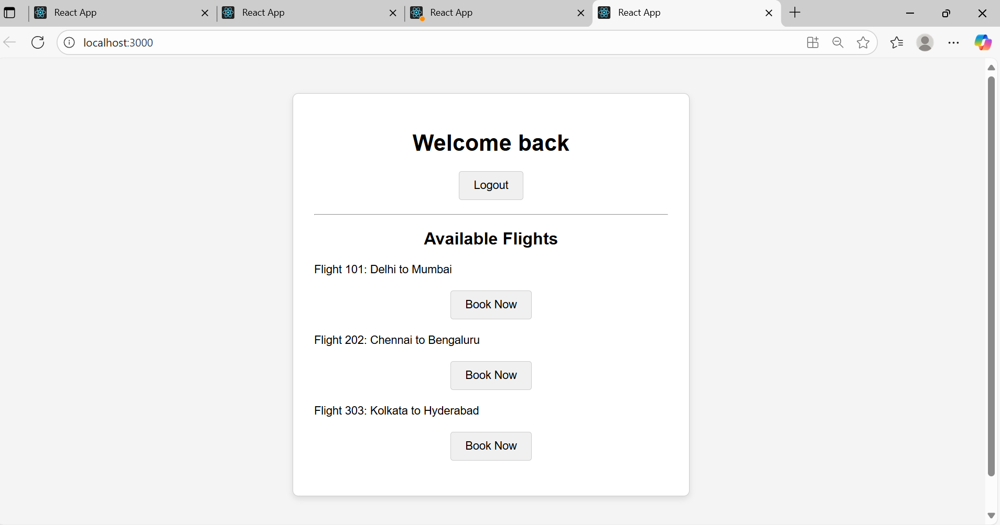 React App
React App
React App
React App
localhost:3000
Welcome back
Logout
Available Flights
Flight 101: Delhi to Mumbai
Book Now
Flight 202: Chennai to Bengaluru
Book Now
Flight 303: Kolkata to Hyderabad
Book Now